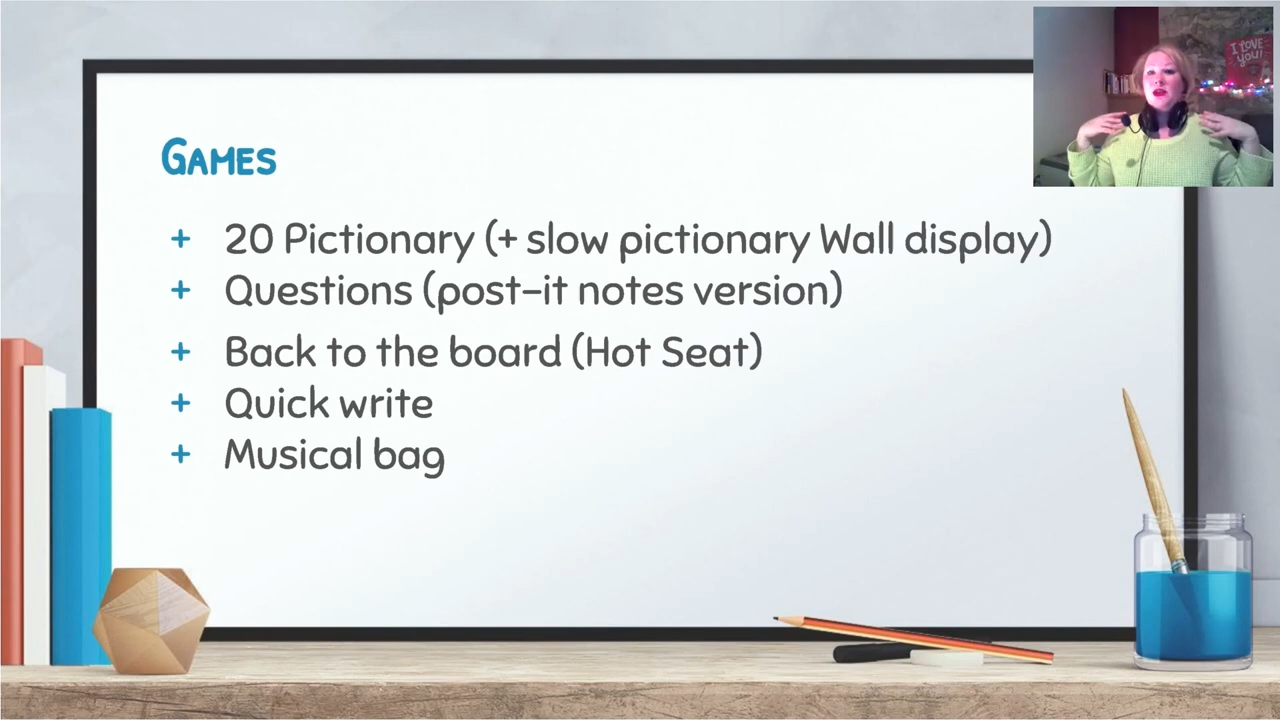 I LOVE
you!
GAMES
+ 20 Pictionary (+ slow pictionary Wall display)
+ Questions (post-it notes version)
+ Back to the board (Hot Seat)
+ Quick write
+ Musical bag